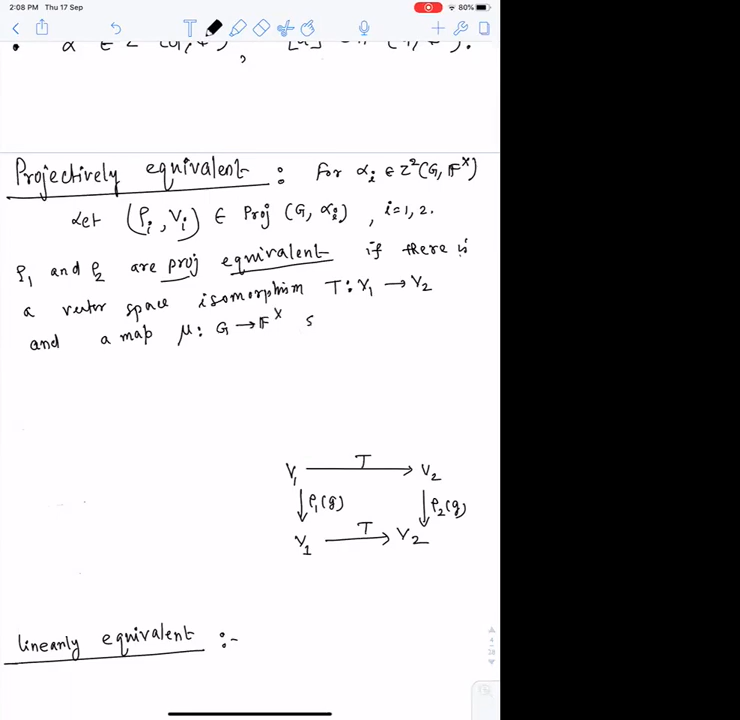 2:08 PM Thu 17 Sep
80%
Projectively equivalent : For αᵢ ∈ Z²(G, F^×)
Let (ρᵢ, Vᵢ) ∈ Proj (G, αᵢ), i=1, 2.
ρ₁ and ρ₂ are proj equivalent if there is
a vector space isomorphism T: V₁ → V₂
and a map μ: G → F^× s
V₁ T V₂
ρ₁(g) ρ₂(g)
V₁ T V₂
linearly equivalent :-